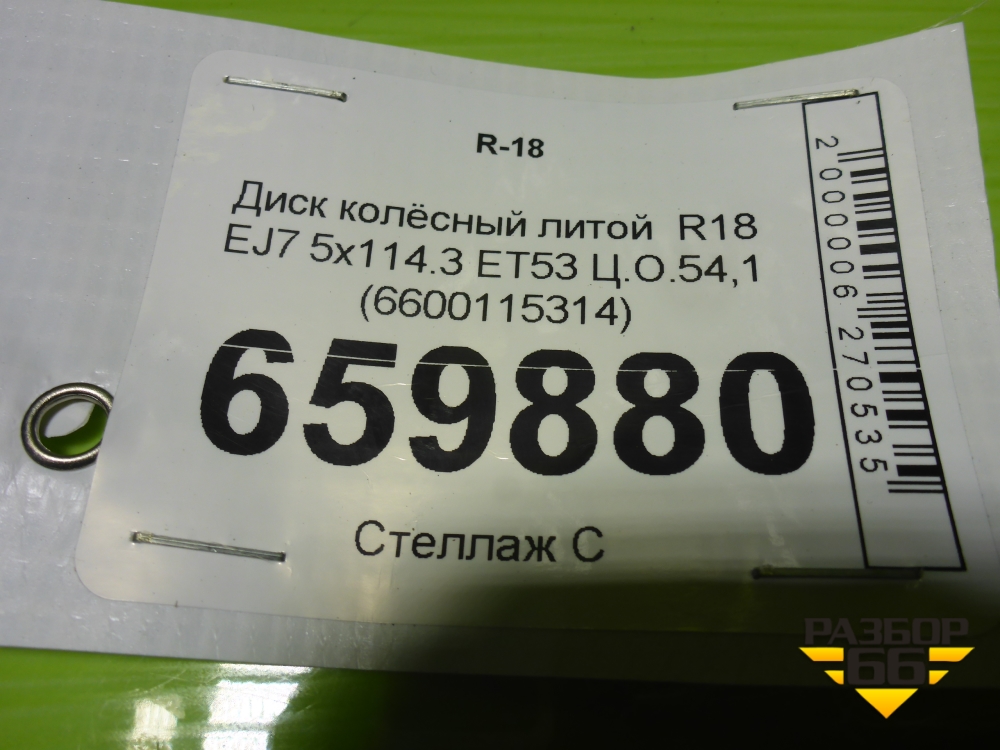 R-18
Диск колёсный литой R18
EJ7 5x114.3 ET53 Ц.О.54,1
(6600115314)
659880
Стеллаж С
2000006270535
РАЗБОР
66